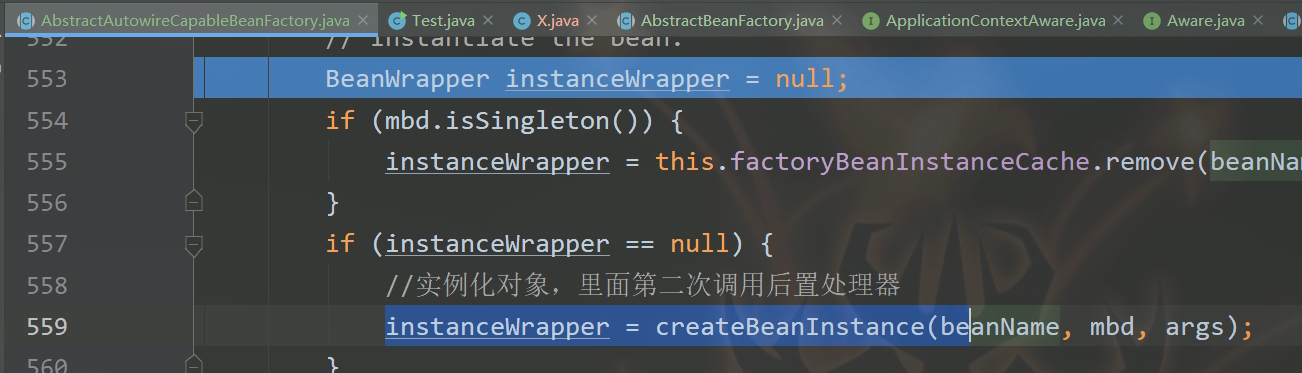 AbstractAutowireCapableBeanFactory.java × Test.java × X.java × AbstractBeanFactory.java × ApplicationContextAware.java × Aware.java ×
552 // Instantiate the bean.
553 BeanWrapper instanceWrapper = null;
554 if (mbd.isSingleton()) {
555 instanceWrapper = this.factoryBeanInstanceCache.remove(beanNa
556 }
557 if (instanceWrapper == null) {
558 //实例化对象，里面第二次调用后置处理器
559 instanceWrapper = createBeanInstance(beanName, mbd, args);
560 }